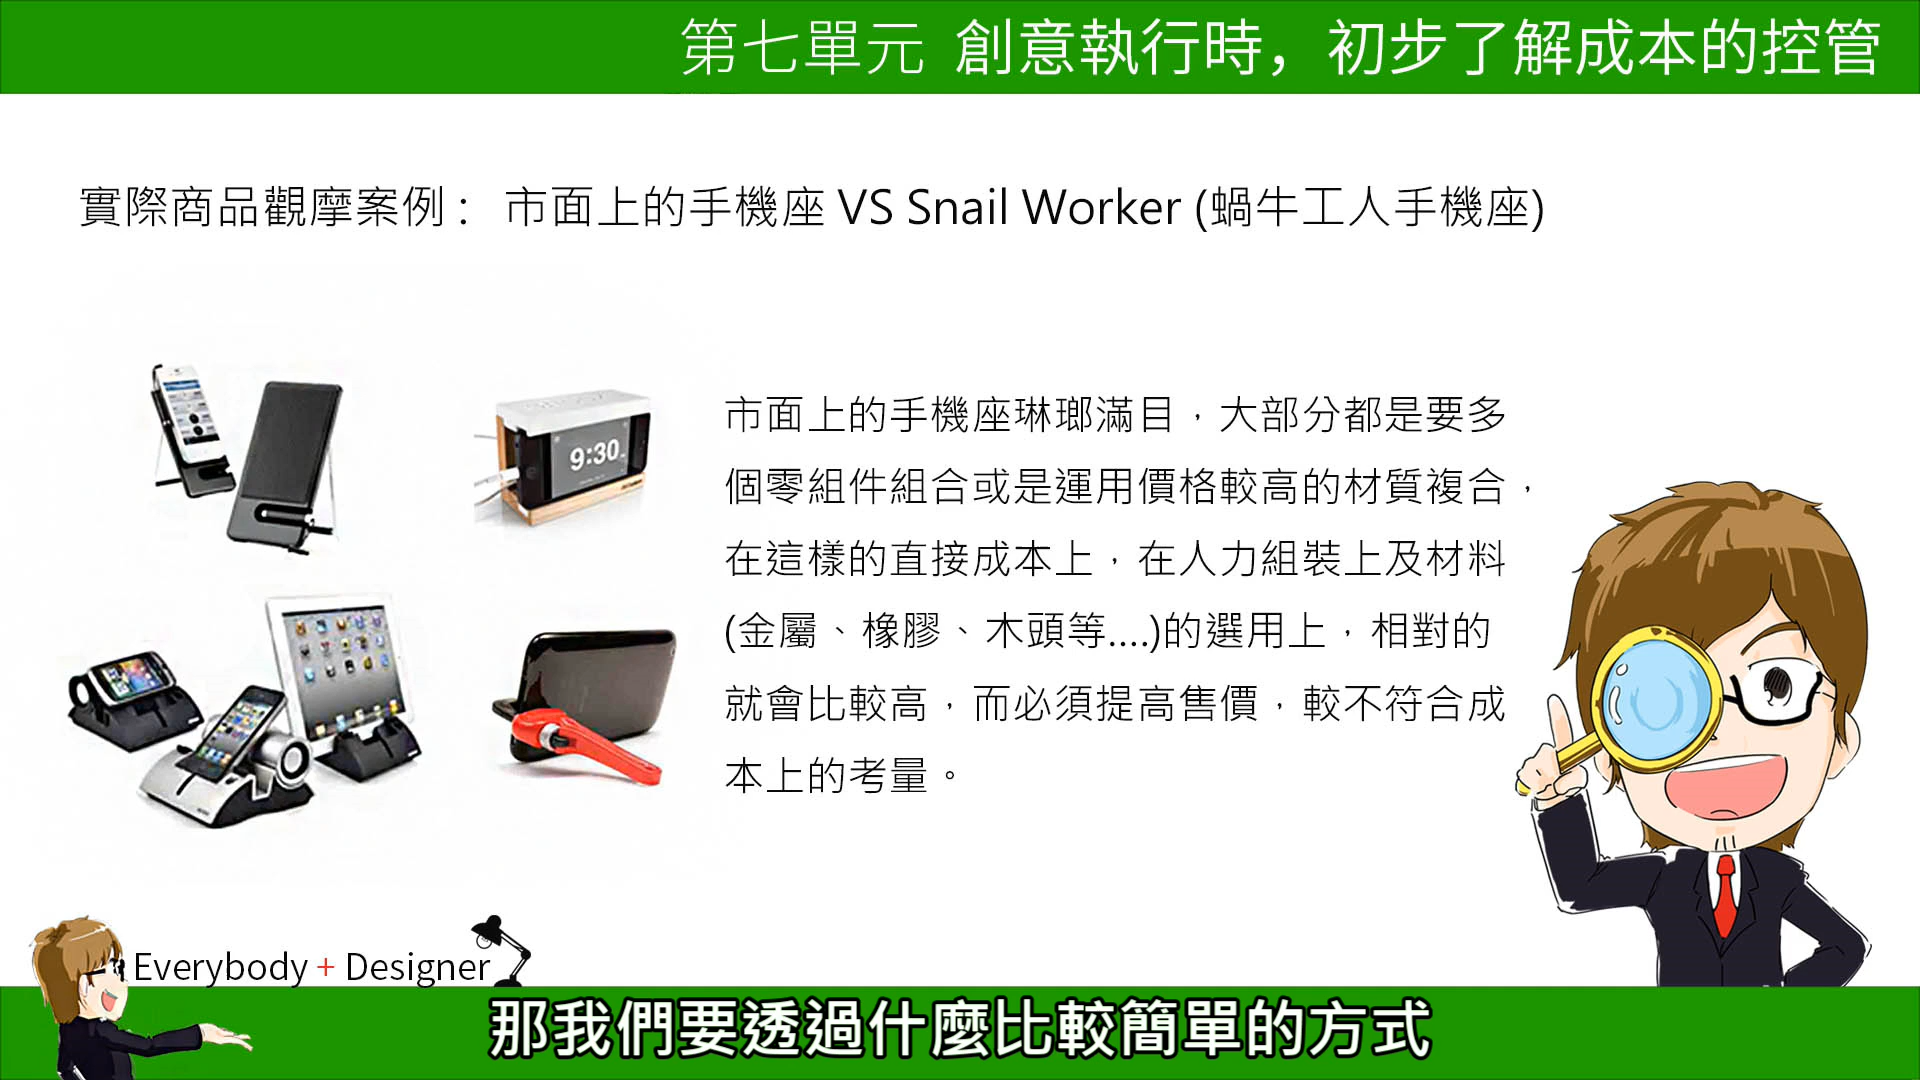 第七單元 創意執行時，初步了解成本的控管
實際商品觀摩案例： 市面上的手機座 VS Snail Worker (蝸牛工人手機座)
9:30
市面上的手機座琳瑯滿目，大部分都是要多
個零組件組合或是運用價格較高的材質複合，
在這樣的直接成本上，在人力組裝上及材料
(金屬、橡膠、木頭等....)的選用上，相對的
就會比較高，而必須提高售價，較不符合成
本上的考量。
Everybody + Designer
那我們要透過什麼比較簡單的方式